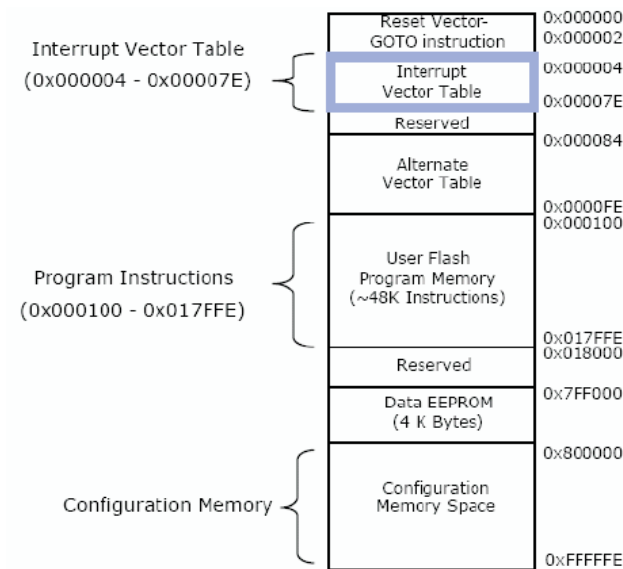 Reset Vector-
GOTO instruction
0x000000
0x000002
Interrupt Vector Table
(0x000004 - 0x00007E)
Interrupt
Vector Table
0x000004
0x00007E
Reserved
0x000084
Alternate
Vector Table
0x0000FE
0x000100
Program Instructions
(0x000100 - 0x017FFE)
User Flash
Program Memory
(~48K Instructions)
0x017FFE
0x018000
Reserved
0x7FF000
Data EEPROM
(4 K Bytes)
0x800000
Configuration Memory
Configuration
Memory Space
0xFFFFFE